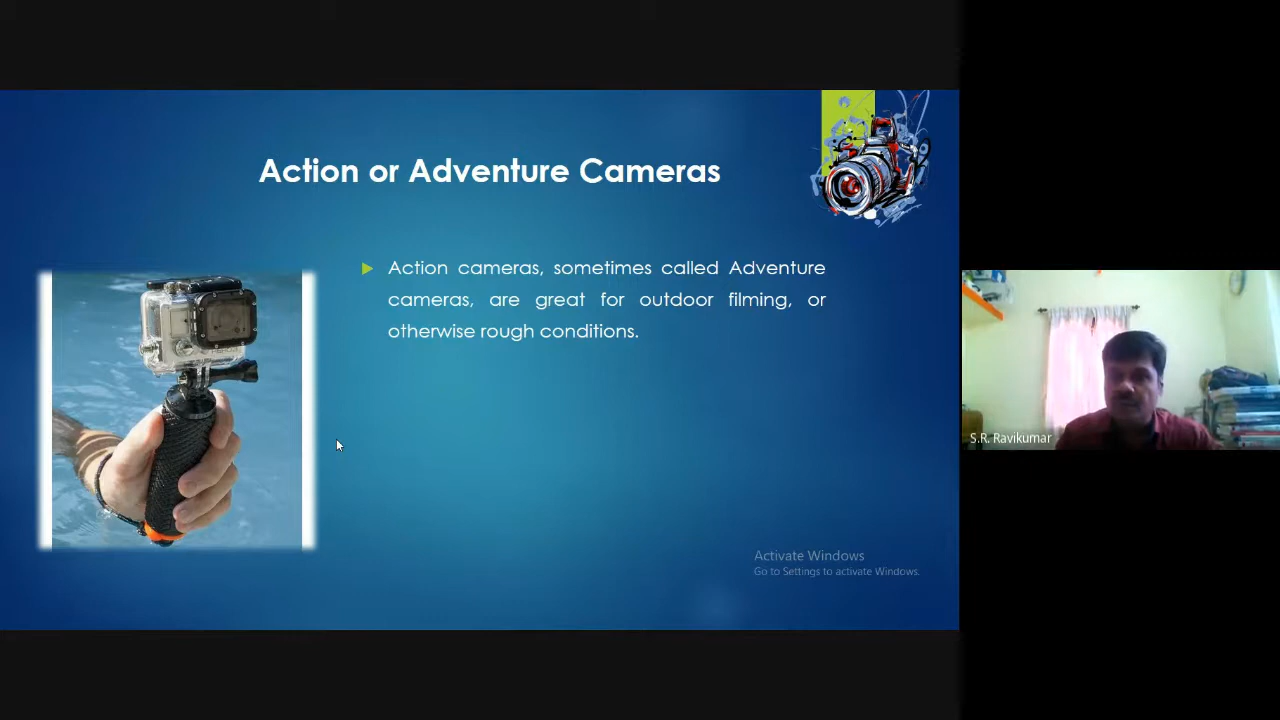 Action or Adventure Cameras
Action cameras, sometimes called Adventure
cameras, are great for outdoor filming, or
otherwise rough conditions.
S.R. Ravikumar
Activate Windows
Go to Settings to activate Windows.